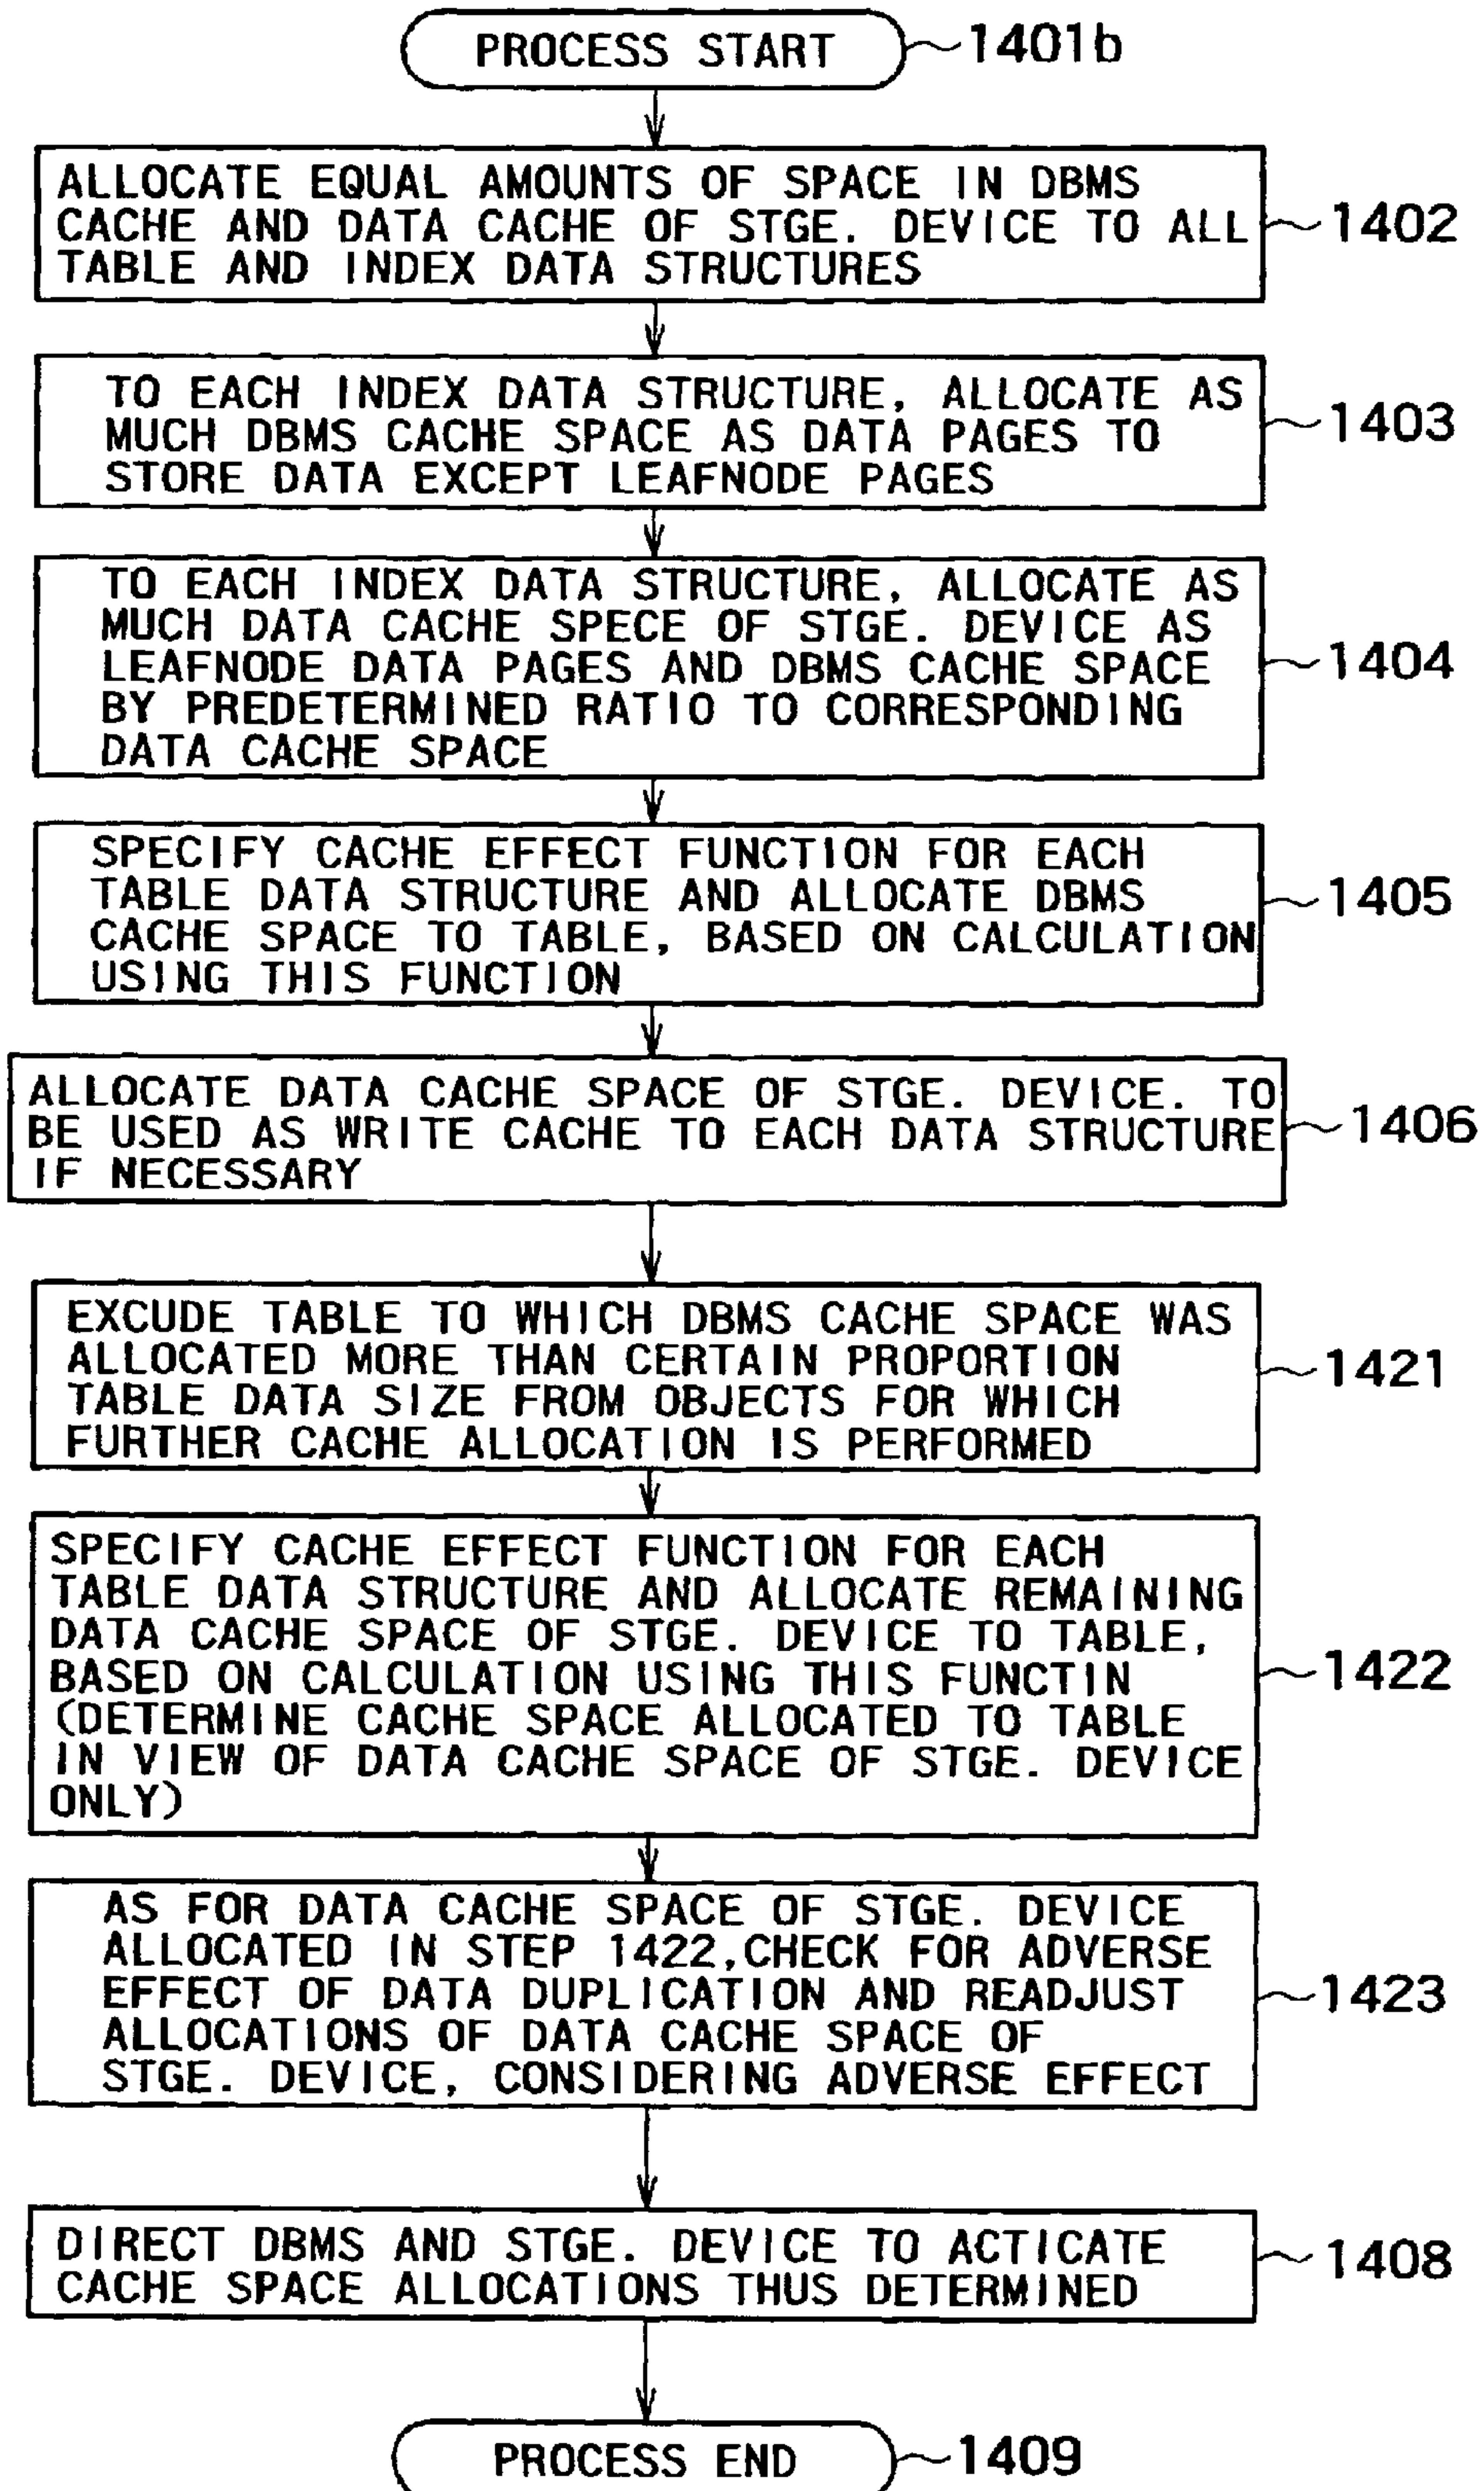 PROCESS START
1401b
ALLOCATE EQUAL AMOUNTS OF SPACE IN DBMS
CACHE AND DATA CACHE OF STGE. DEVICE TO ALL
TABLE AND INDEX DATA STRUCTURES
1402
TO EACH INDEX DATA STRUCTURE, ALLOCATE AS
MUCH DBMS CACHE SPACE AS DATA PAGES TO
STORE DATA EXCEPT LEAFNODE PAGES
1403
TO EACH INDEX DATA STRUCTURE, ALLOCATE AS
MUCH DATA CACHE SPECE OF STGE. DEVICE AS
LEAFNODE DATA PAGES AND DBMS CACHE SPACE
BY PREDETERMINED RATIO TO CORRESPONDING
DATA CACHE SPACE
1404
SPECIFY CACHE EFFECT FUNCTION FOR EACH
TABLE DATA STRUCTURE AND ALLOCATE DBMS
CACHE SPACE TO TABLE, BASED ON CALCULATION
USING THIS FUNCTION
1405
ALLOCATE DATA CACHE SPACE OF STGE. DEVICE. TO
BE USED AS WRITE CACHE TO EACH DATA STRUCTURE
IF NECESSARY
1406
EXCUDE TABLE TO WHICH DBMS CACHE SPACE WAS
ALLOCATED MORE THAN CERTAIN PROPORTION
TABLE DATA SIZE FROM OBJECTS FOR WHICH
FURTHER CACHE ALLOCATION IS PERFORMED
1421
SPECIFY CACHE EFFECT FUNCTION FOR EACH
TABLE DATA STRUCTURE AND ALLOCATE REMAINING
DATA CACHE SPACE OF STGE. DEVICE TO TABLE,
BASED ON CALCULATION USING THIS FUNCTIN
(DETERMINE CACHE SPACE ALLOCATED TO TABLE
IN VIEW OF DATA CACHE SPACE OF STGE. DEVICE
ONLY)
1422
AS FOR DATA CACHE SPACE OF STGE. DEVICE
ALLOCATED IN STEP 1422,CHECK FOR ADVERSE
EFFECT OF DATA DUPLICATION AND READJUST
ALLOCATIONS OF DATA CACHE SPACE OF
STGE. DEVICE, CONSIDERING ADVERSE EFFECT
1423
DIRECT DBMS AND STGE. DEVICE TO ACTICATE
CACHE SPACE ALLOCATIONS THUS DETERMINED
1408
PROCESS END
1409